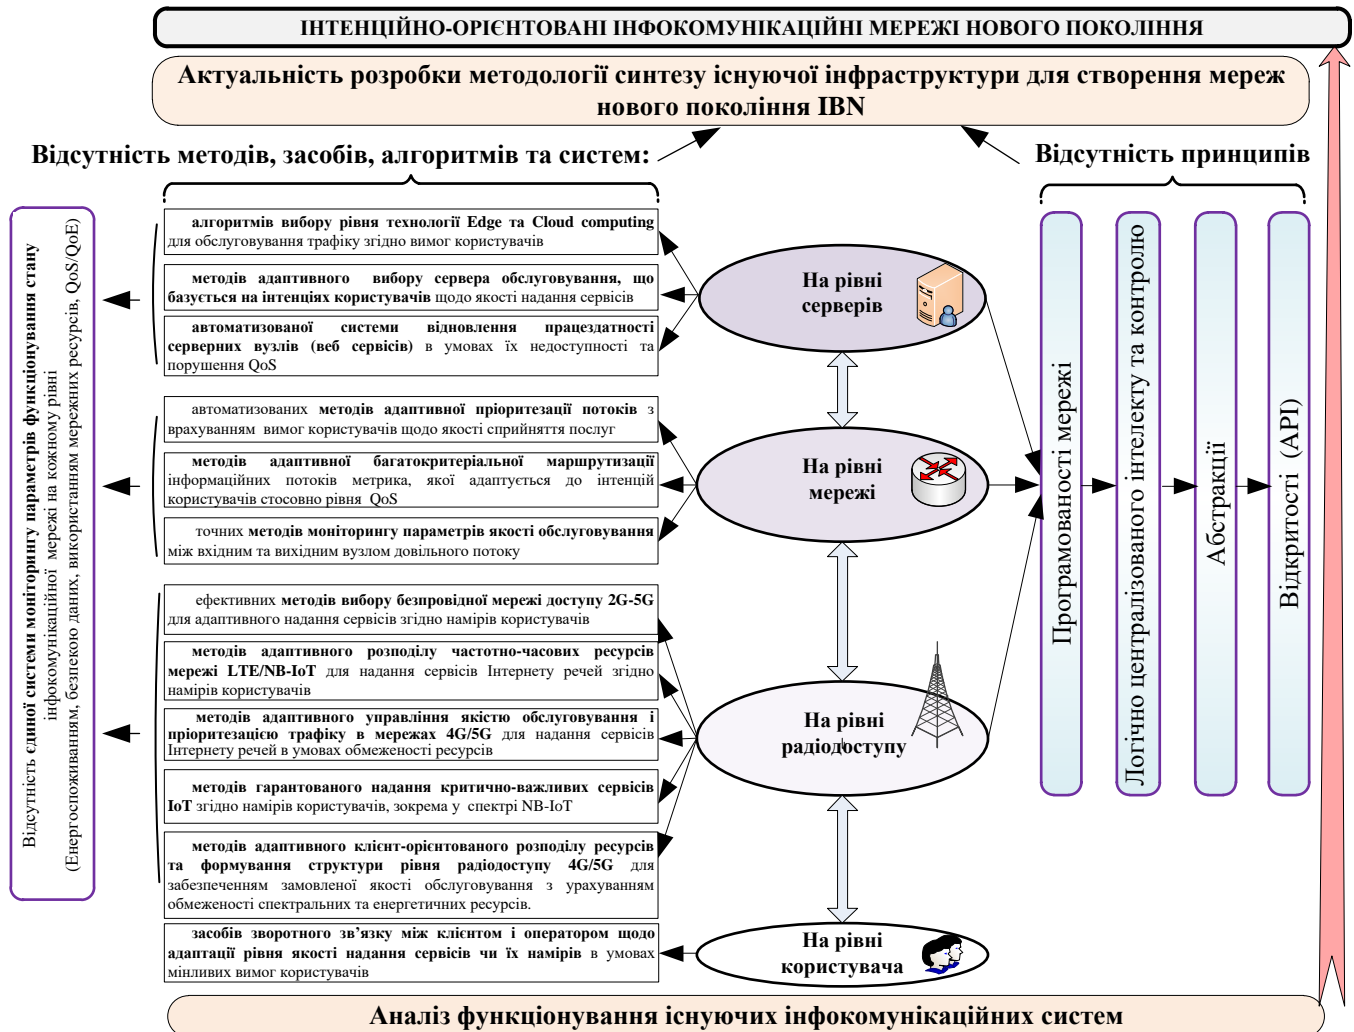 ІНТЕНЦІЙНО-ОРІЄНТОВАНІ ІНФОКОМУНІКАЦІЙНІ МЕРЕЖІ НОВОГО ПОКОЛІННЯ
Актуальність розробки методології синтезу існуючої інфраструктури для створення мереж
нового покоління IBN
Відсутність методів, засобів, алгоритмів та систем:
Відсутність принципів
Відсутність єдиної системи моніторингу параметрів функціонування стану
інфокомунікаційної мережі на кожному рівні
(Енергоспоживанням, безпекою даних, використанням мережних ресурсів, QoS/QoE)
алгоритмів вибору рівня технології Edge та Cloud computing
для обслуговування трафіку згідно вимог користувачів
методів адаптивного вибору сервера обслуговування, що
базується на інтенціях користувачів щодо якості надання сервісів
автоматизованої системи відновлення працездатності
серверних вузлів (веб сервісів) в умовах їх недоступності та
порушення QoS
автоматизованих методів адаптивної пріоритезації потоків з
врахуванням вимог користувачів щодо якості сприйняття послуг
методів адаптивної багатокритеріальної маршрутизації
інформаційних потоків метрика, якої адаптується до інтенцій
користувачів стосовно рівня QoS
точних методів моніторингу параметрів якості обслуговування
між вхідним та вихідним вузлом довільного потоку
ефективних методів вибору безпровідної мережі доступу 2G-5G
для адаптивного надання сервісів згідно намірів користувачів
методів адаптивного розподілу частотно-часових ресурсів
мережі LTE/NB-IoT для надання сервісів Інтернету речей згідно
намірів користувачів
методів адаптивного управління якістю обслуговування і
пріоритезацією трафіку в мережах 4G/5G для надання сервісів
Інтернету речей в умовах обмеженості ресурсів
методів гарантованого надання критично-важливих сервісів
IoT згідно намірів користувачів, зокрема у спектрі NB-IoT
методів адаптивного клієнт-орієнтованого розподілу ресурсів
та формування структури рівня радіодоступу 4G/5G для
забезпеченням замовленої якості обслуговування з урахуванням
обмеженості спектральних та енергетичних ресурсів.
засобів зворотного зв’язку між клієнтом і оператором щодо
адаптації рівня якості надання сервісів чи їх намірів в умовах
мінливих вимог користувачів
На рівні
серверів
На рівні
мережі
На рівні
радіодоступу
На рівні
користувача
Програмованості мережі
Логічно централізованого інтелекту та контролю
Абстракції
Відкритості (API)
Аналіз функціонування існуючих інфокомунікаційних систем